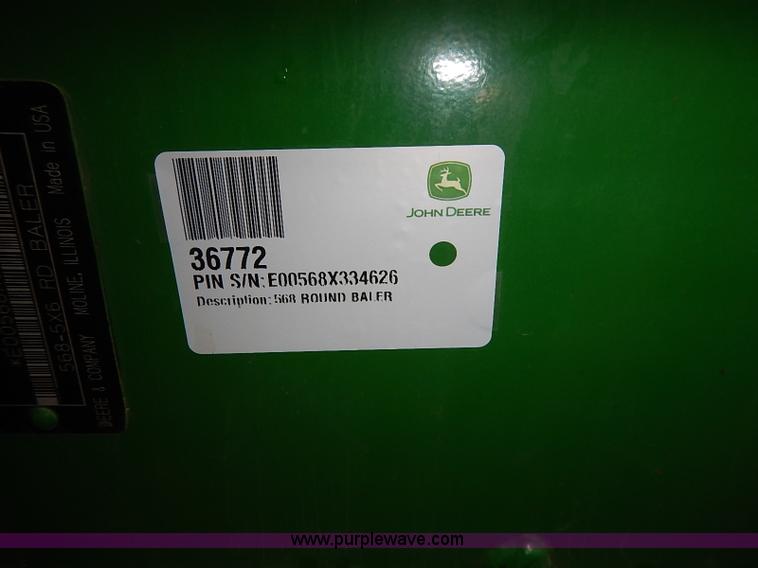 JOHN DEERE
36772
PIN S/N: E00568X334626
Description: 568 ROUND BALER
568-5X6 RD BALER
DEERE & COMPANY MOLINE, ILLINOIS Made in USA
www.purplewave.com